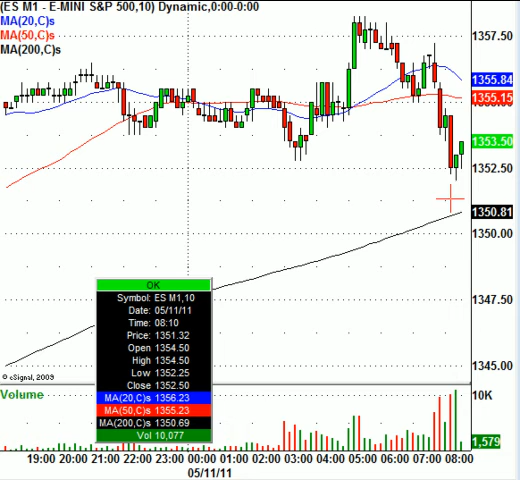 (ES M1 - E-MINI S&P 500,10) Dynamic,0:00-0:00
MA(20,C)s
MA(50,C)s
MA(200,C)s
1357.50
1355.84
1355.15
1353.50
1352.50
1350.81
1350.00
1347.50
1345.00
OK
Symbol: ES M1,10
Date: 05/11/11
Time: 08:10
Price: 1351.32
Open 1354.50
High 1354.50
Low 1352.25
Close 1352.50
MA(20,C)s 1356.23
MA(50,C)s 1355.23
MA(200,C)s 1350.69
Vol 10,077
© eSignal, 2009
Volume
10K
1,579
19:00 20:00 21:00 22:00 23:00 00:00 01:00 02:00 03:00 04:00 05:00 06:00 07:00 08:00
05/11/11